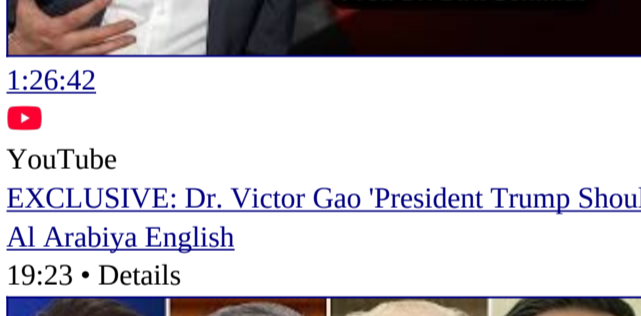 1:26:42
YouTube
EXCLUSIVE: Dr. Victor Gao 'President Trump Shoul
Al Arabiya English
19:23 • Details